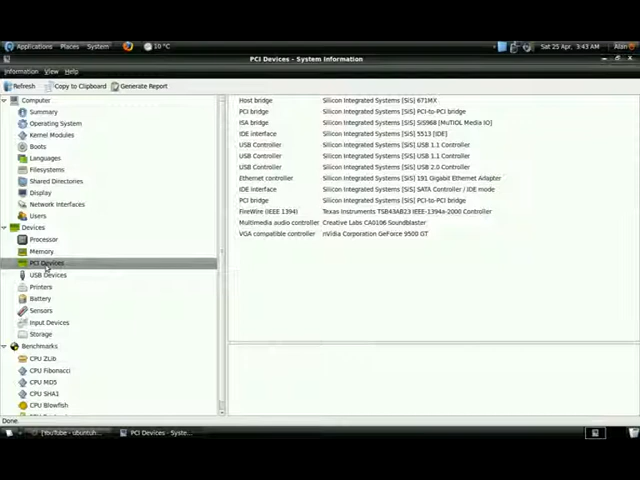 Applications Places System 10 °C Sat 25 Apr, 3:43 AM Alan
PCI Devices - System Information
Information View Help
Refresh Copy to Clipboard Generate Report
Computer
Summary
Operating System
Kernel Modules
Boots
Languages
Filesystems
Shared Directories
Display
Network Interfaces
Users
Devices
Processor
Memory
PCI Devices
USB Devices
Printers
Battery
Sensors
Input Devices
Storage
Benchmarks
CPU ZLib
CPU Fibonacci
CPU MD5
CPU SHA1
CPU Blowfish
Host bridge Silicon Integrated Systems [SiS] 671MX
PCI bridge Silicon Integrated Systems [SiS] PCI-to-PCI bridge
ISA bridge Silicon Integrated Systems [SiS] SiS968 [MuTIOL Media IO]
IDE interface Silicon Integrated Systems [SiS] 5513 [IDE]
USB Controller Silicon Integrated Systems [SiS] USB 1.1 Controller
USB Controller Silicon Integrated Systems [SiS] USB 1.1 Controller
USB Controller Silicon Integrated Systems [SiS] USB 2.0 Controller
Ethernet controller Silicon Integrated Systems [SiS] 191 Gigabit Ethernet Adapter
IDE interface Silicon Integrated Systems [SiS] SATA Controller / IDE mode
PCI bridge Silicon Integrated Systems [SiS] PCI-to-PCI bridge
FireWire (IEEE 1394) Texas Instruments TSB43AB23 IEEE-1394a-2000 Controller
Multimedia audio controller Creative Labs CA0106 Soundblaster
VGA compatible controller nVidia Corporation GeForce 9500 GT
Done.
[YouTube - ubuntuh... PCI Devices - Syste...